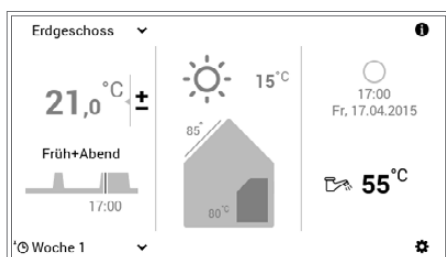 Erdgeschoss
21,0°C ±
Früh+Abend
17:00
Woche 1
15°C
85°
80°C
17:00
Fr, 17.04.2015
55°C